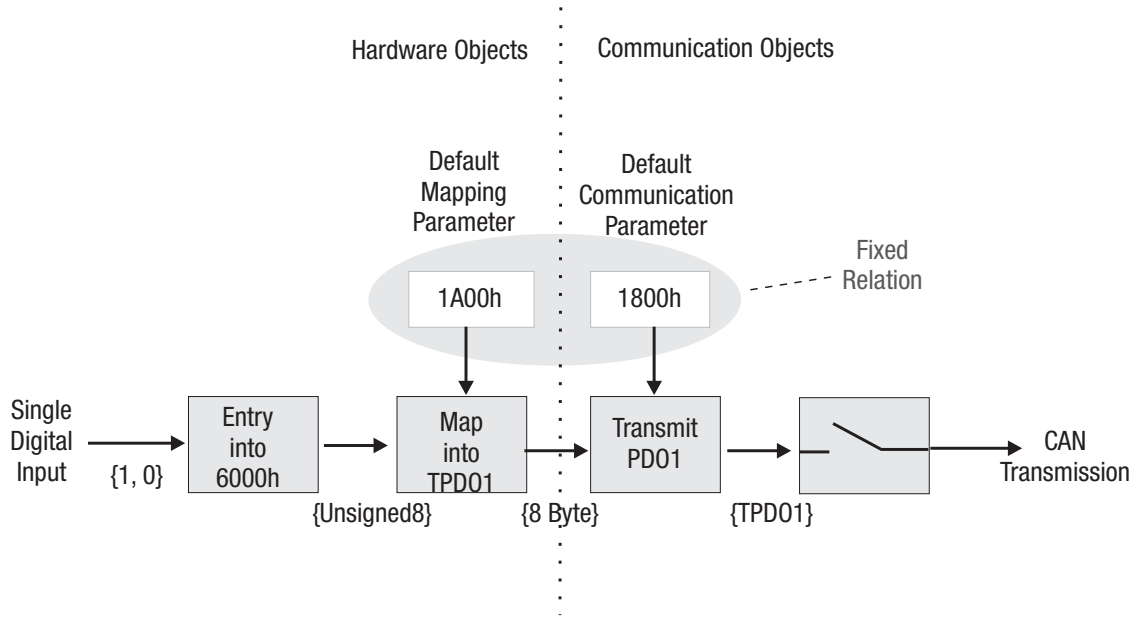 Hardware Objects
Communication Objects
Default
Mapping
Parameter
Default
Communication
Parameter
Fixed
Relation
1A00h
1800h
Single
Digital
Input
{1, 0}
Entry
into
6000h
{Unsigned8}
Map
into
TPDO1
{8 Byte}
Transmit
PDO1
{TPDO1}
CAN
Transmission